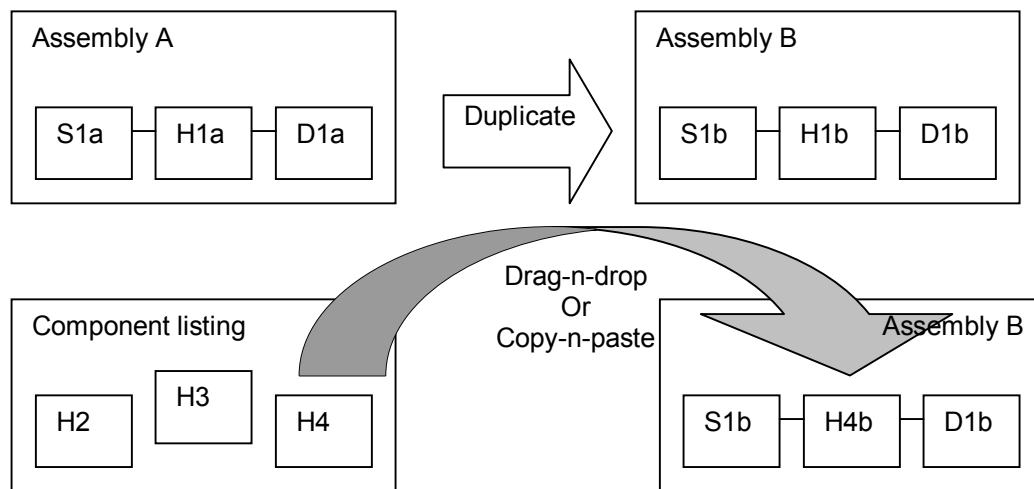 Assembly A
S1a
H1a
D1a
Duplicate
Assembly B
S1b
H1b
D1b
Component listing
H2
H3
H4
Drag-n-drop
Or
Copy-n-paste
Assembly B
S1b
H4b
D1b